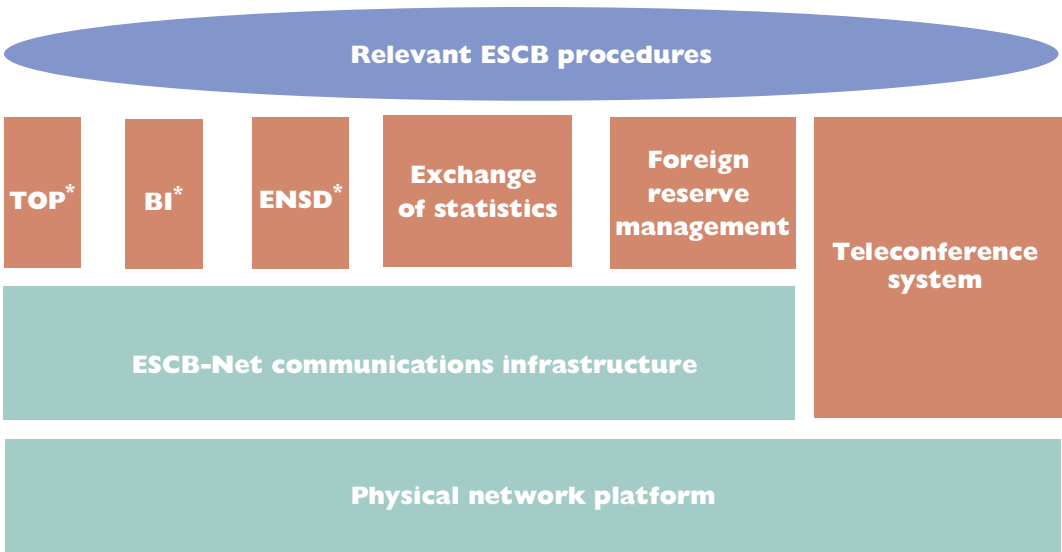 Relevant ESCB procedures
TOP*
BI*
ENSD*
Exchange
of statistics
Foreign
reserve
management
Teleconference
system
ESCB-Net communications infrastructure
Physical network platform